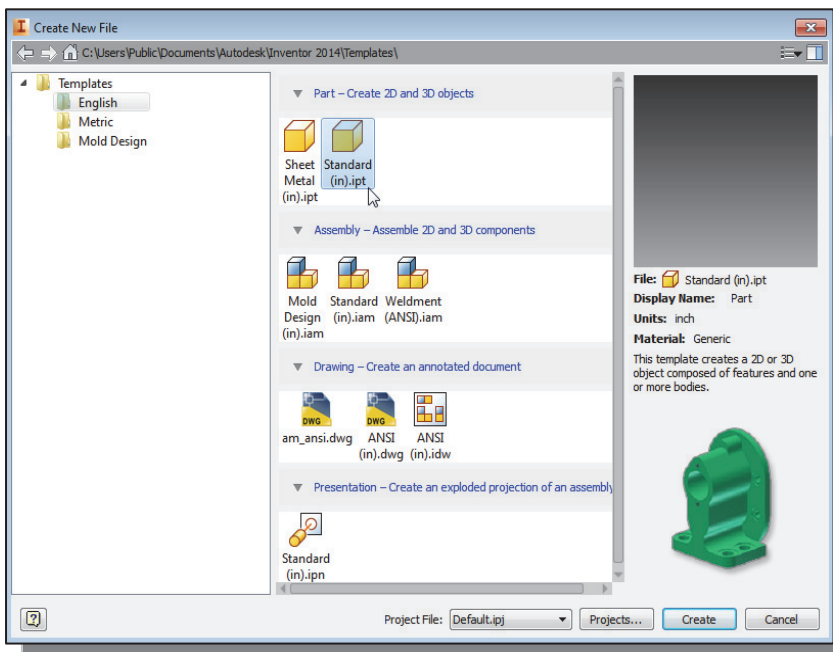 Create New File
C:\Users\Public\Documents\Autodesk\Inventor 2014\Templates\
Templates
English
Metric
Mold Design
Part – Create 2D and 3D objects
Sheet Metal (in).ipt
Standard (in).ipt
Assembly – Assemble 2D and 3D components
Mold Design (in).iam
Standard (in).iam
Weldment (ANSI).iam
Drawing – Create an annotated document
DWG
DWG
am_ansi.dwg
ANSI (in).dwg
ANSI (in).idw
Presentation – Create an exploded projection of an assembly
Standard (in).ipn
File: Standard (in).ipt
Display Name: Part
Units: inch
Material: Generic
This template creates a 2D or 3D
object composed of features and one
or more bodies.
Project File: Default.ipj
Projects...
Create
Cancel